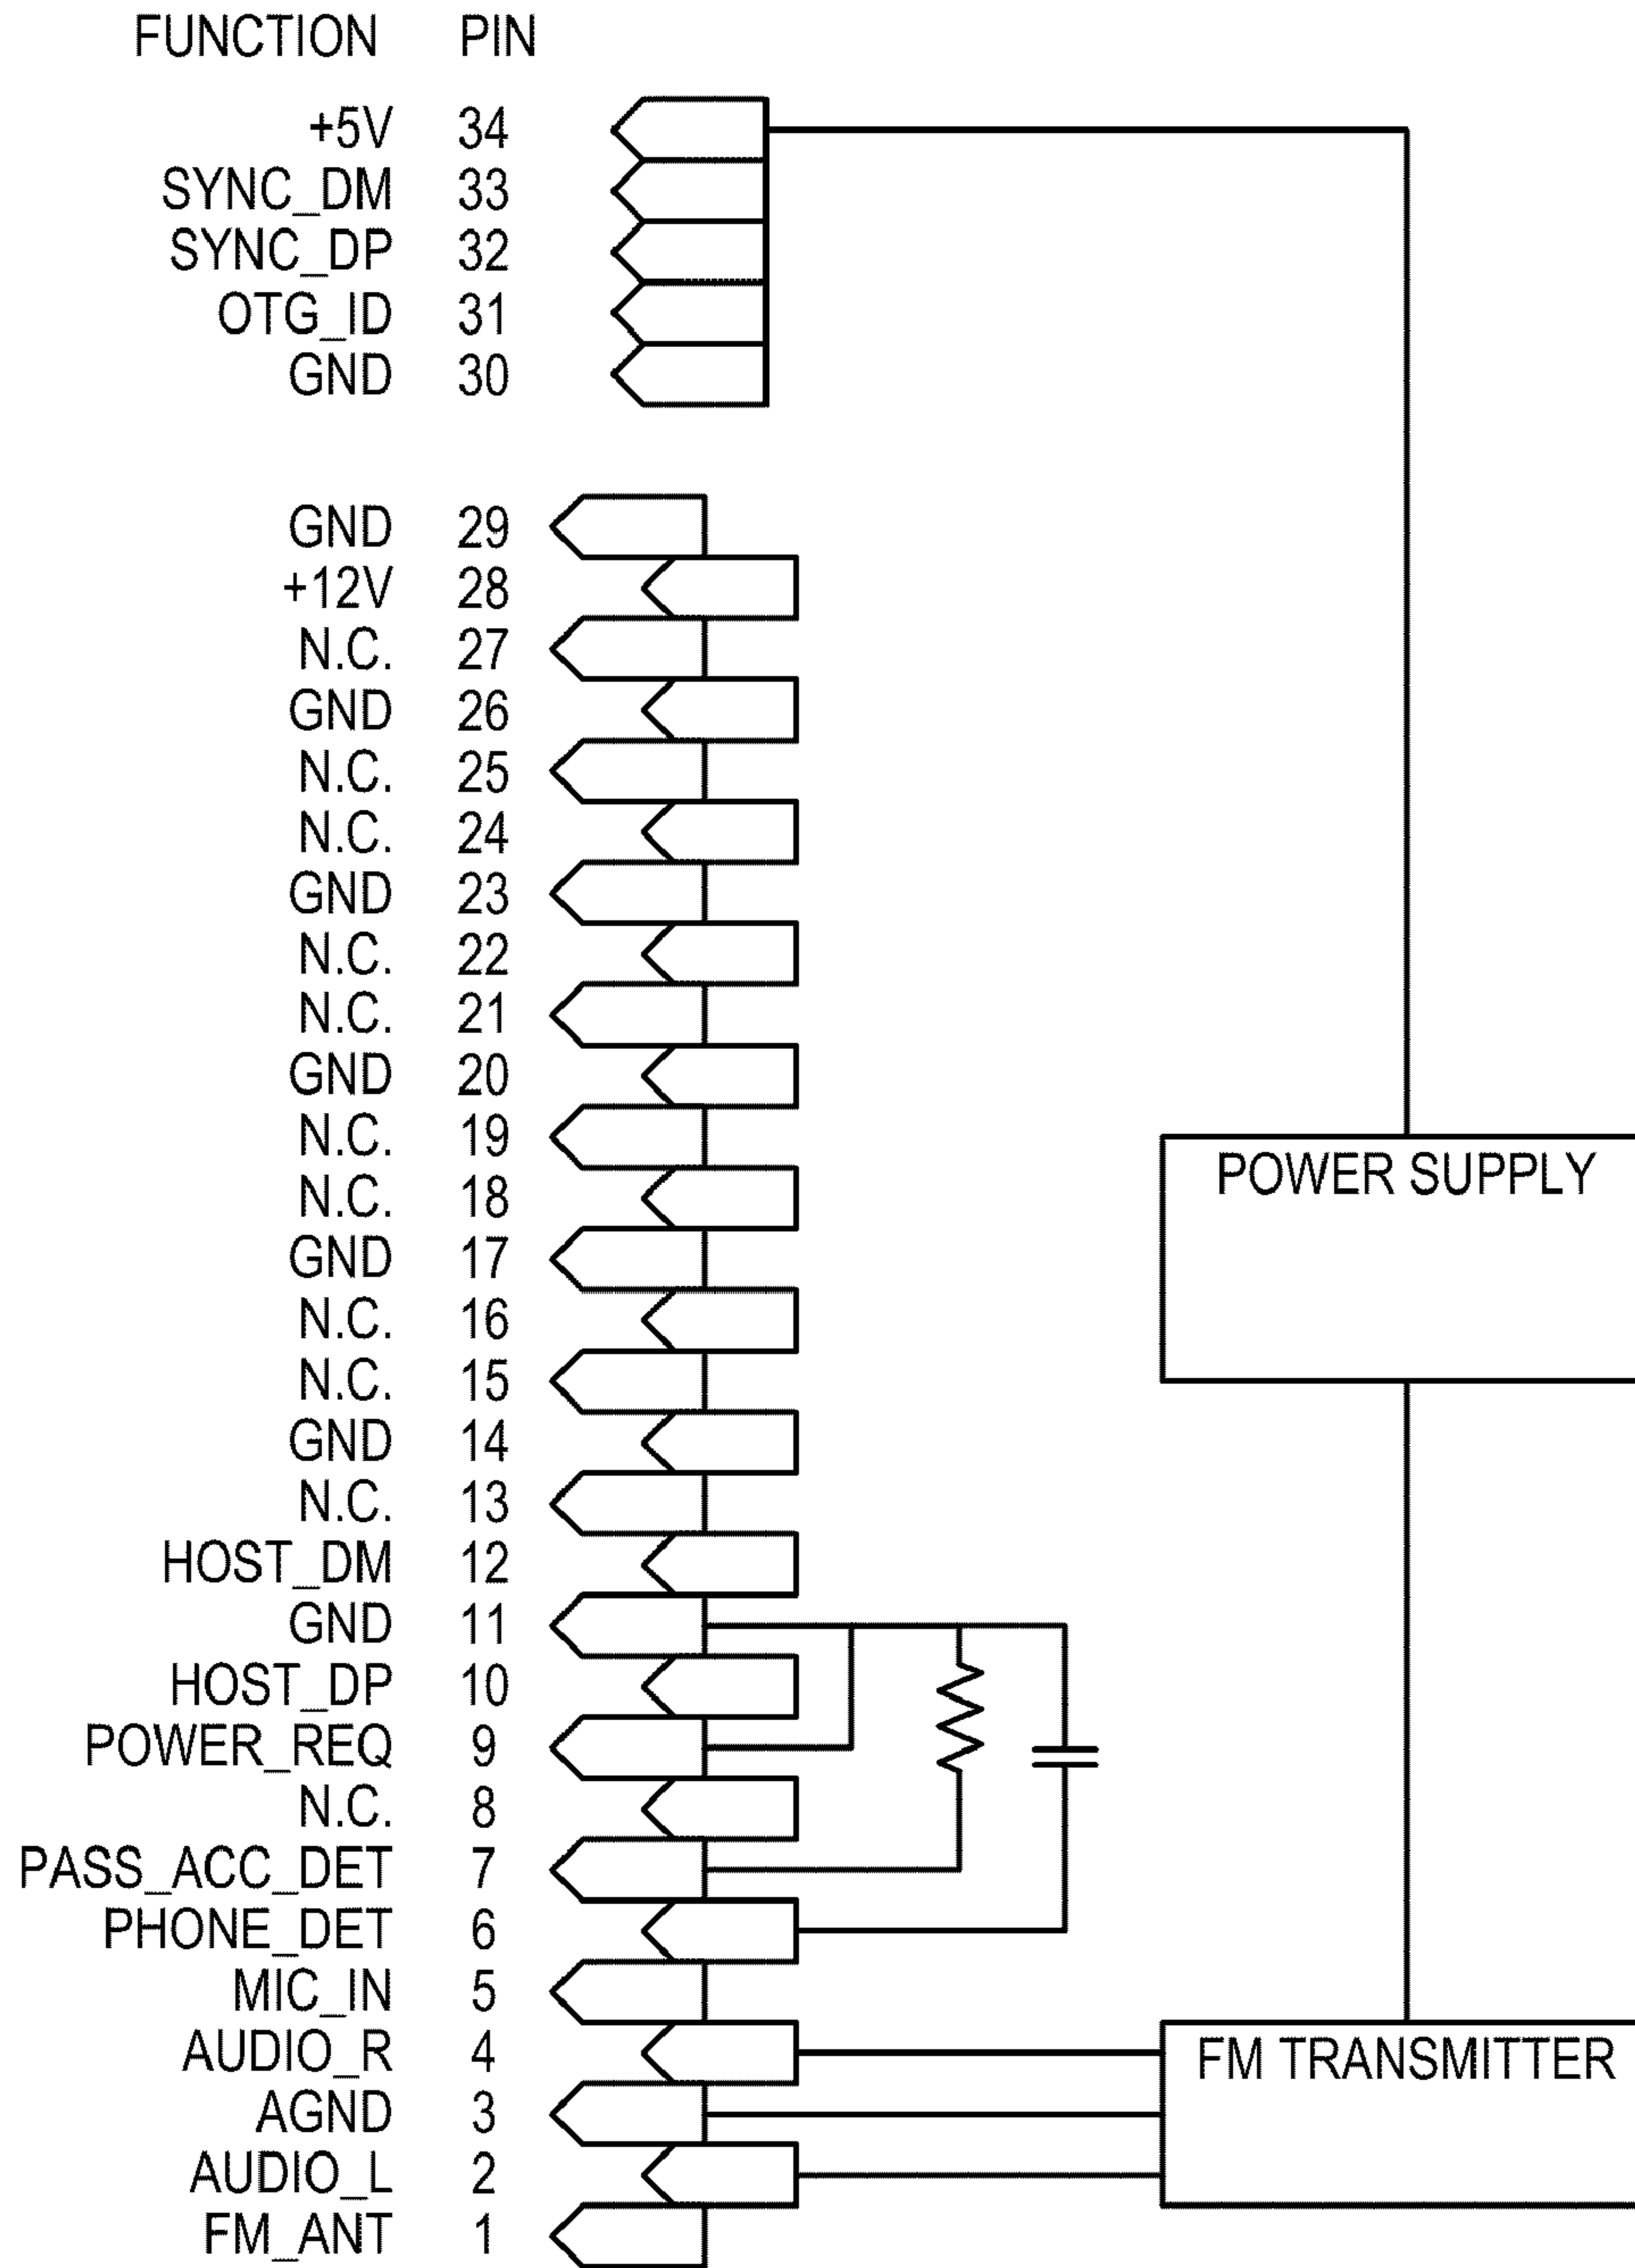 FUNCTION PIN
+5V 34
SYNC_DM 33
SYNC_DP 32
OTG_ID 31
GND 30
GND 29
+12V 28
N.C. 27
GND 26
N.C. 25
N.C. 24
GND 23
N.C. 22
N.C. 21
GND 20
N.C. 19
N.C. 18
POWER SUPPLY
GND 17
N.C. 16
N.C. 15
GND 14
N.C. 13
HOST_DM 12
GND 11
HOST_DP 10
POWER_REQ 9
N.C. 8
PASS_ACC_DET 7
PHONE_DET 6
MIC_IN 5
AUDIO_R 4
FM TRANSMITTER
AGND 3
AUDIO_L 2
FM_ANT 1